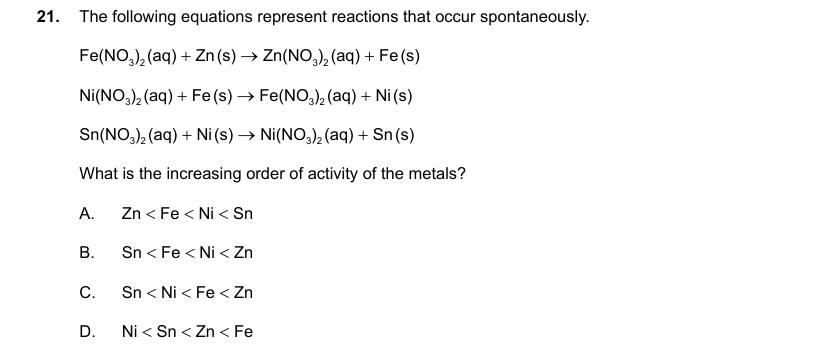 21. The following equations represent reactions that occur spontaneously.
Fe(NO₃)₂ (aq) + Zn (s) → Zn(NO₃)₂ (aq) + Fe (s)
Ni(NO₃)₂ (aq) + Fe (s) → Fe(NO₃)₂ (aq) + Ni (s)
Sn(NO₃)₂ (aq) + Ni (s) → Ni(NO₃)₂ (aq) + Sn (s)
What is the increasing order of activity of the metals?
A. Zn < Fe < Ni < Sn
B. Sn < Fe < Ni < Zn
C. Sn < Ni < Fe < Zn
D. Ni < Sn < Zn < Fe